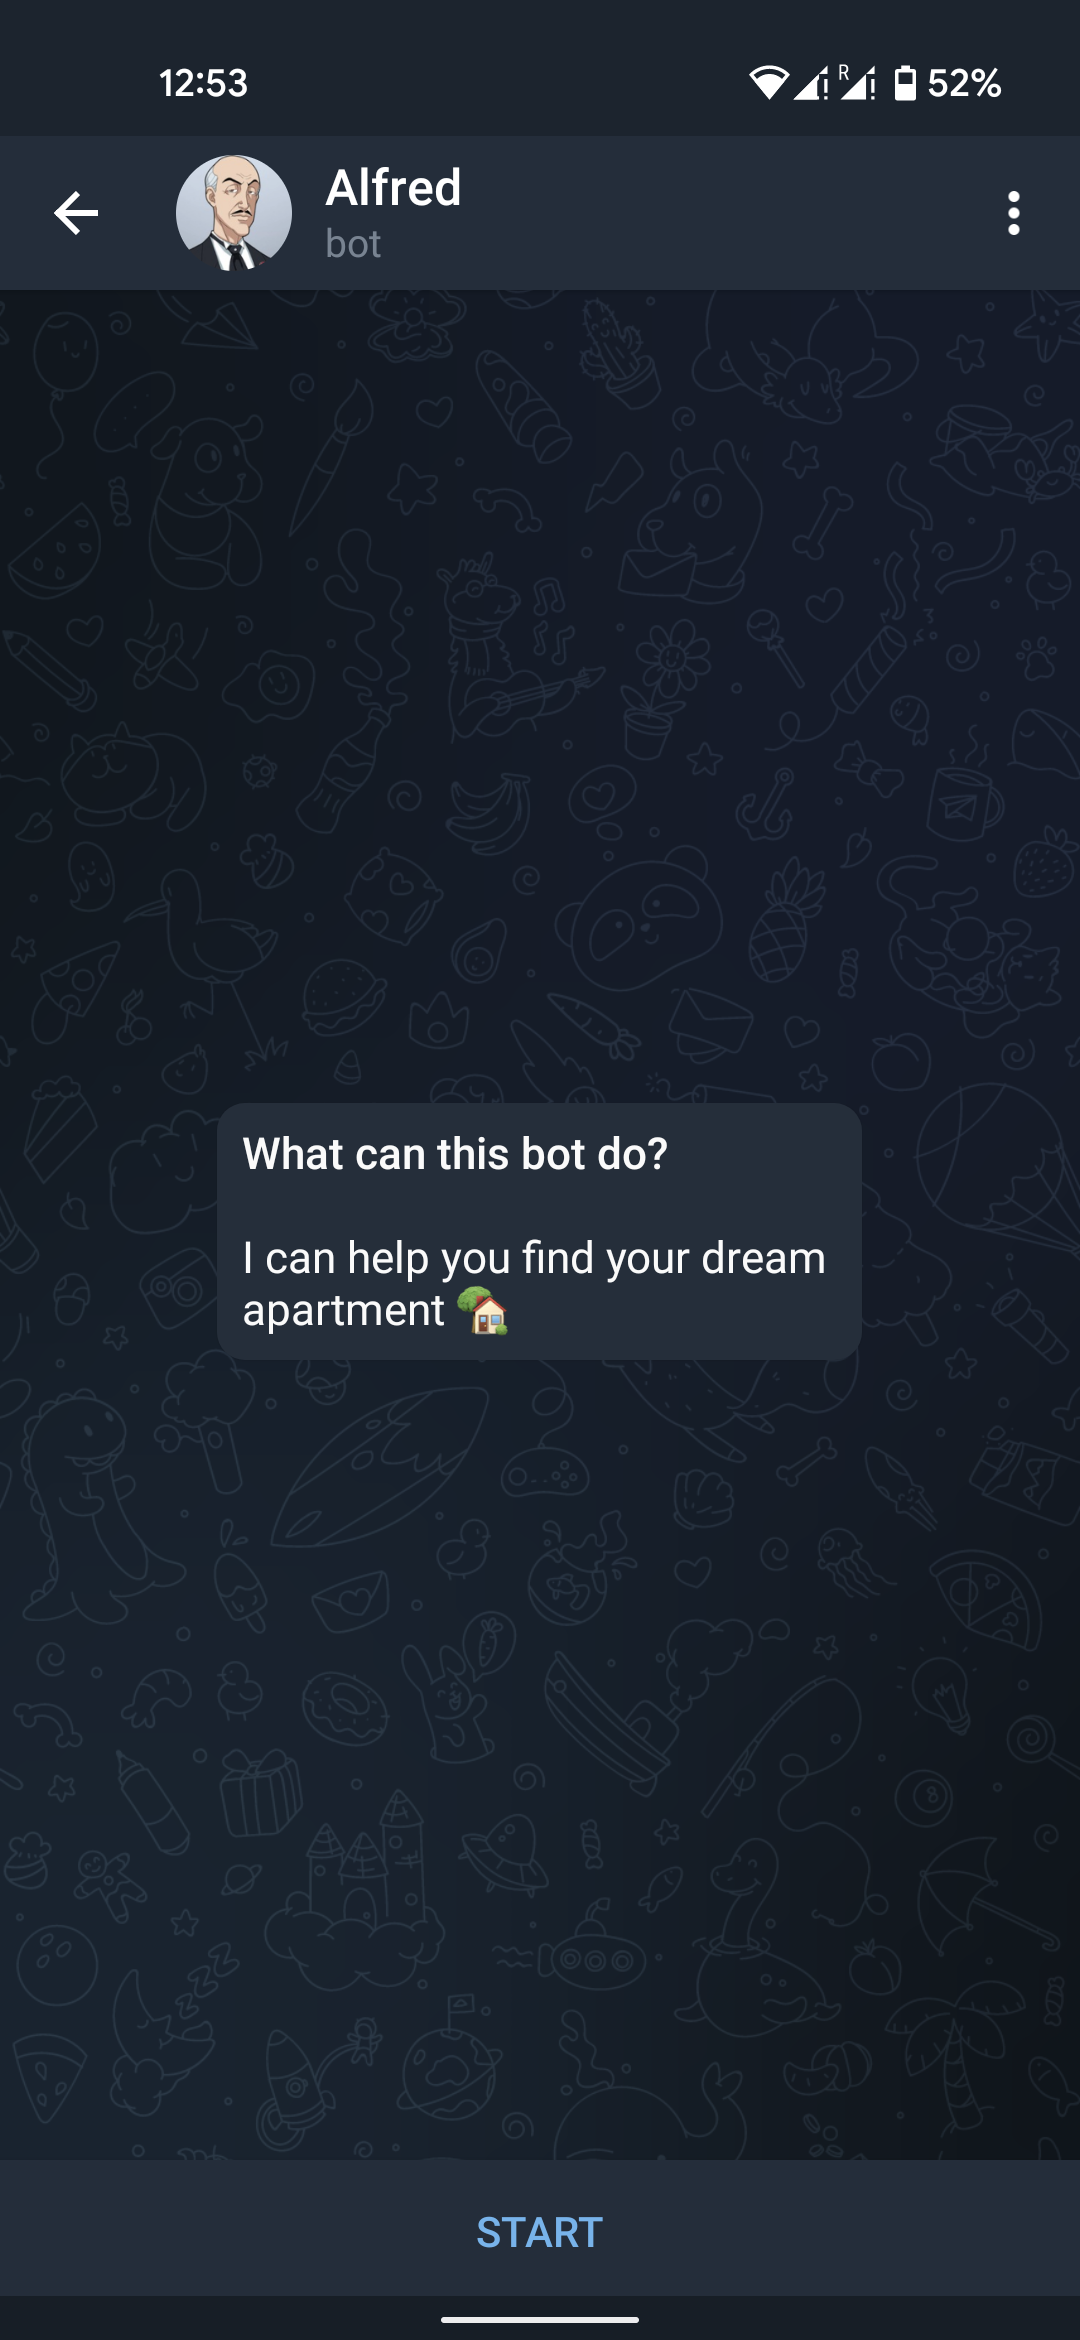 12:53
R
52%
Alfred
bot
What can this bot do?
I can help you find your dream
apartment 🏡
START